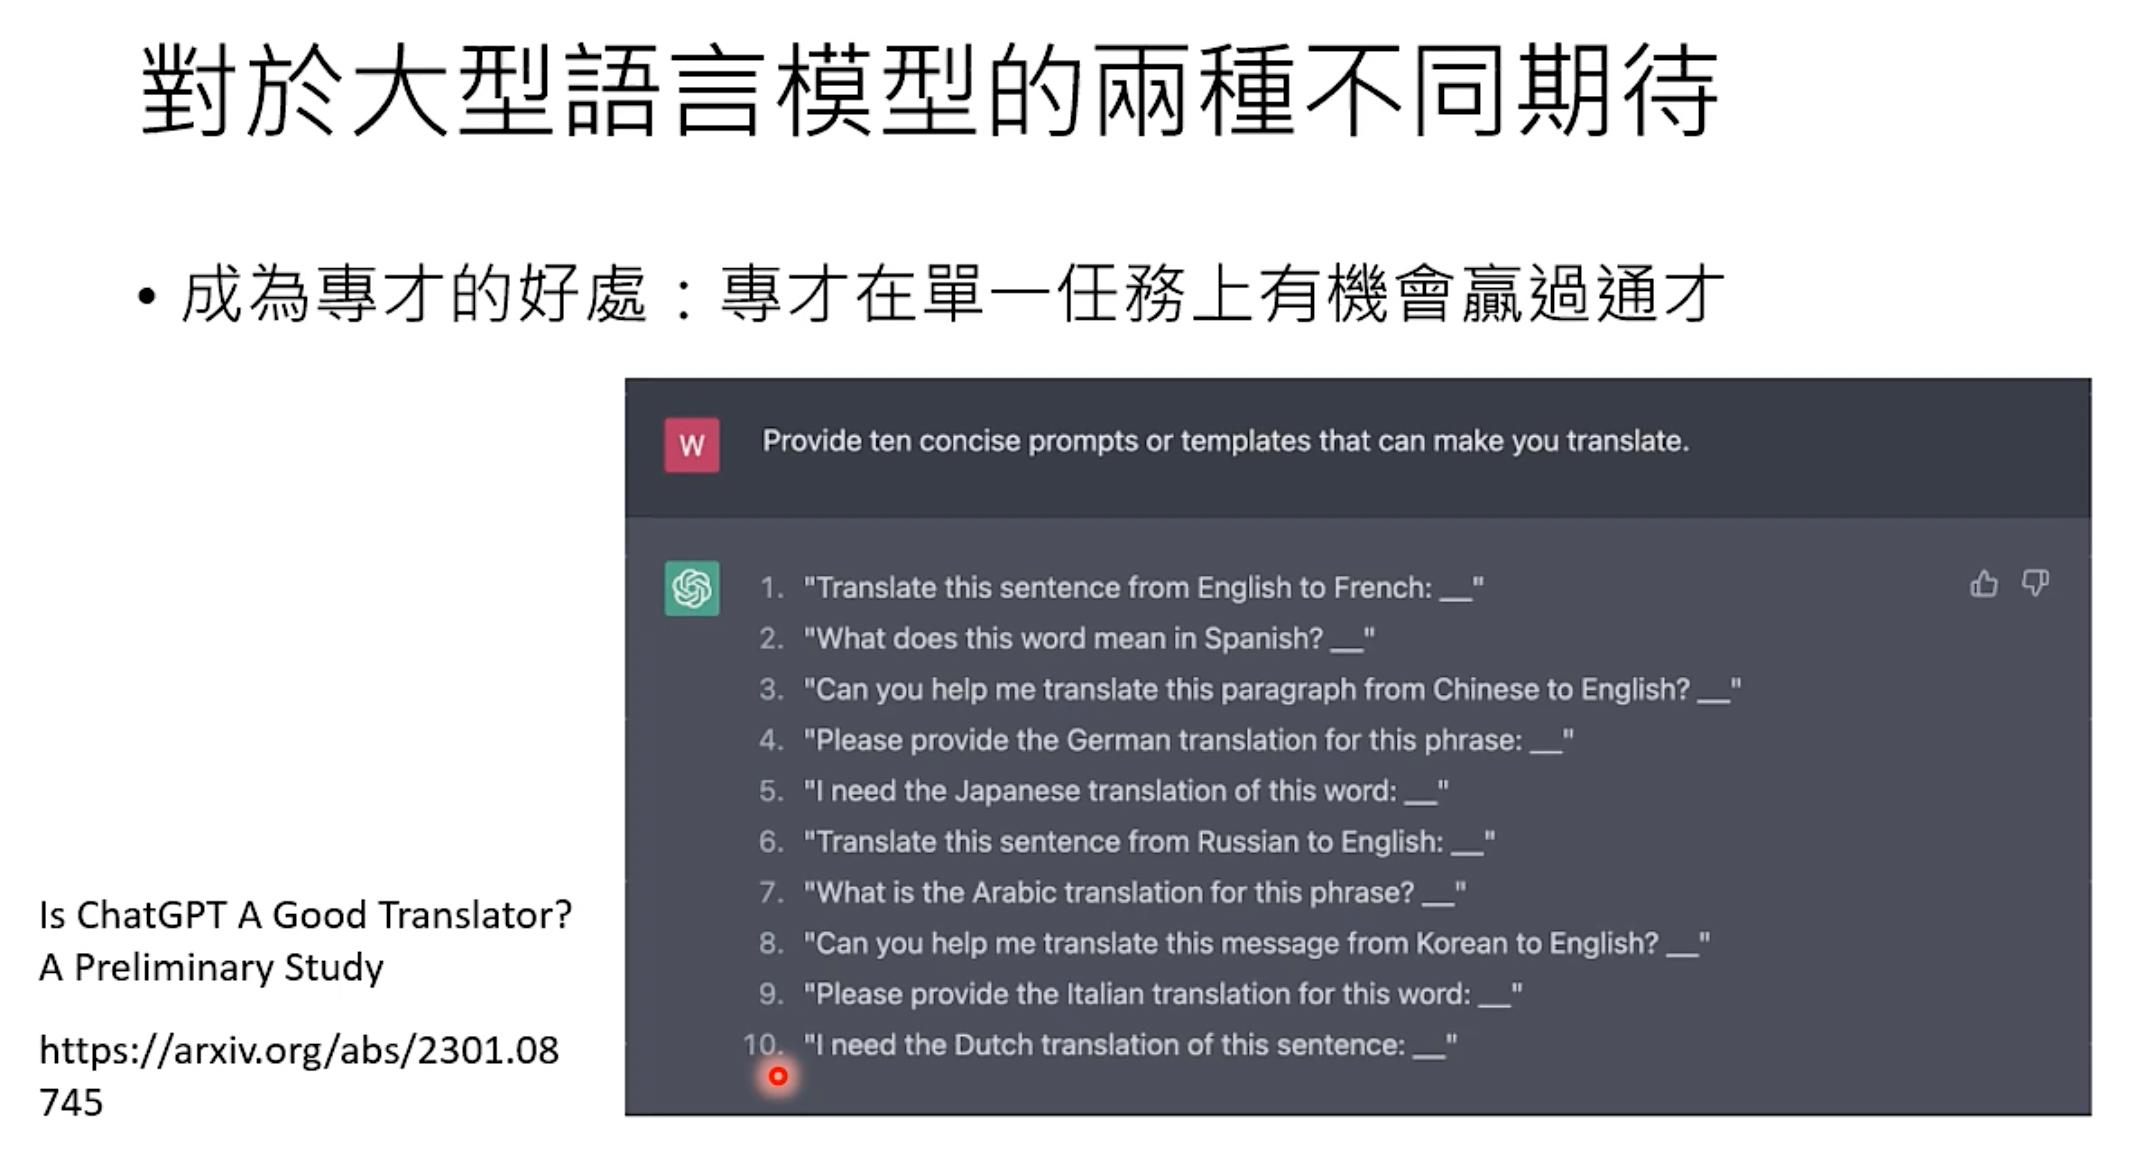 對於大型語言模型的兩種不同期待
• 成為專才的好處：專才在單一任務上有機會贏過通才
W
Provide ten concise prompts or templates that can make you translate.
1. "Translate this sentence from English to French: __"
2. "What does this word mean in Spanish? __"
3. "Can you help me translate this paragraph from Chinese to English? __"
4. "Please provide the German translation for this phrase: __"
5. "I need the Japanese translation of this word: __"
6. "Translate this sentence from Russian to English: __"
7. "What is the Arabic translation for this phrase? __"
8. "Can you help me translate this message from Korean to English? __"
9. "Please provide the Italian translation for this word: __"
10. "I need the Dutch translation of this sentence: __"
Is ChatGPT A Good Translator?
A Preliminary Study
https://arxiv.org/abs/2301.08
745